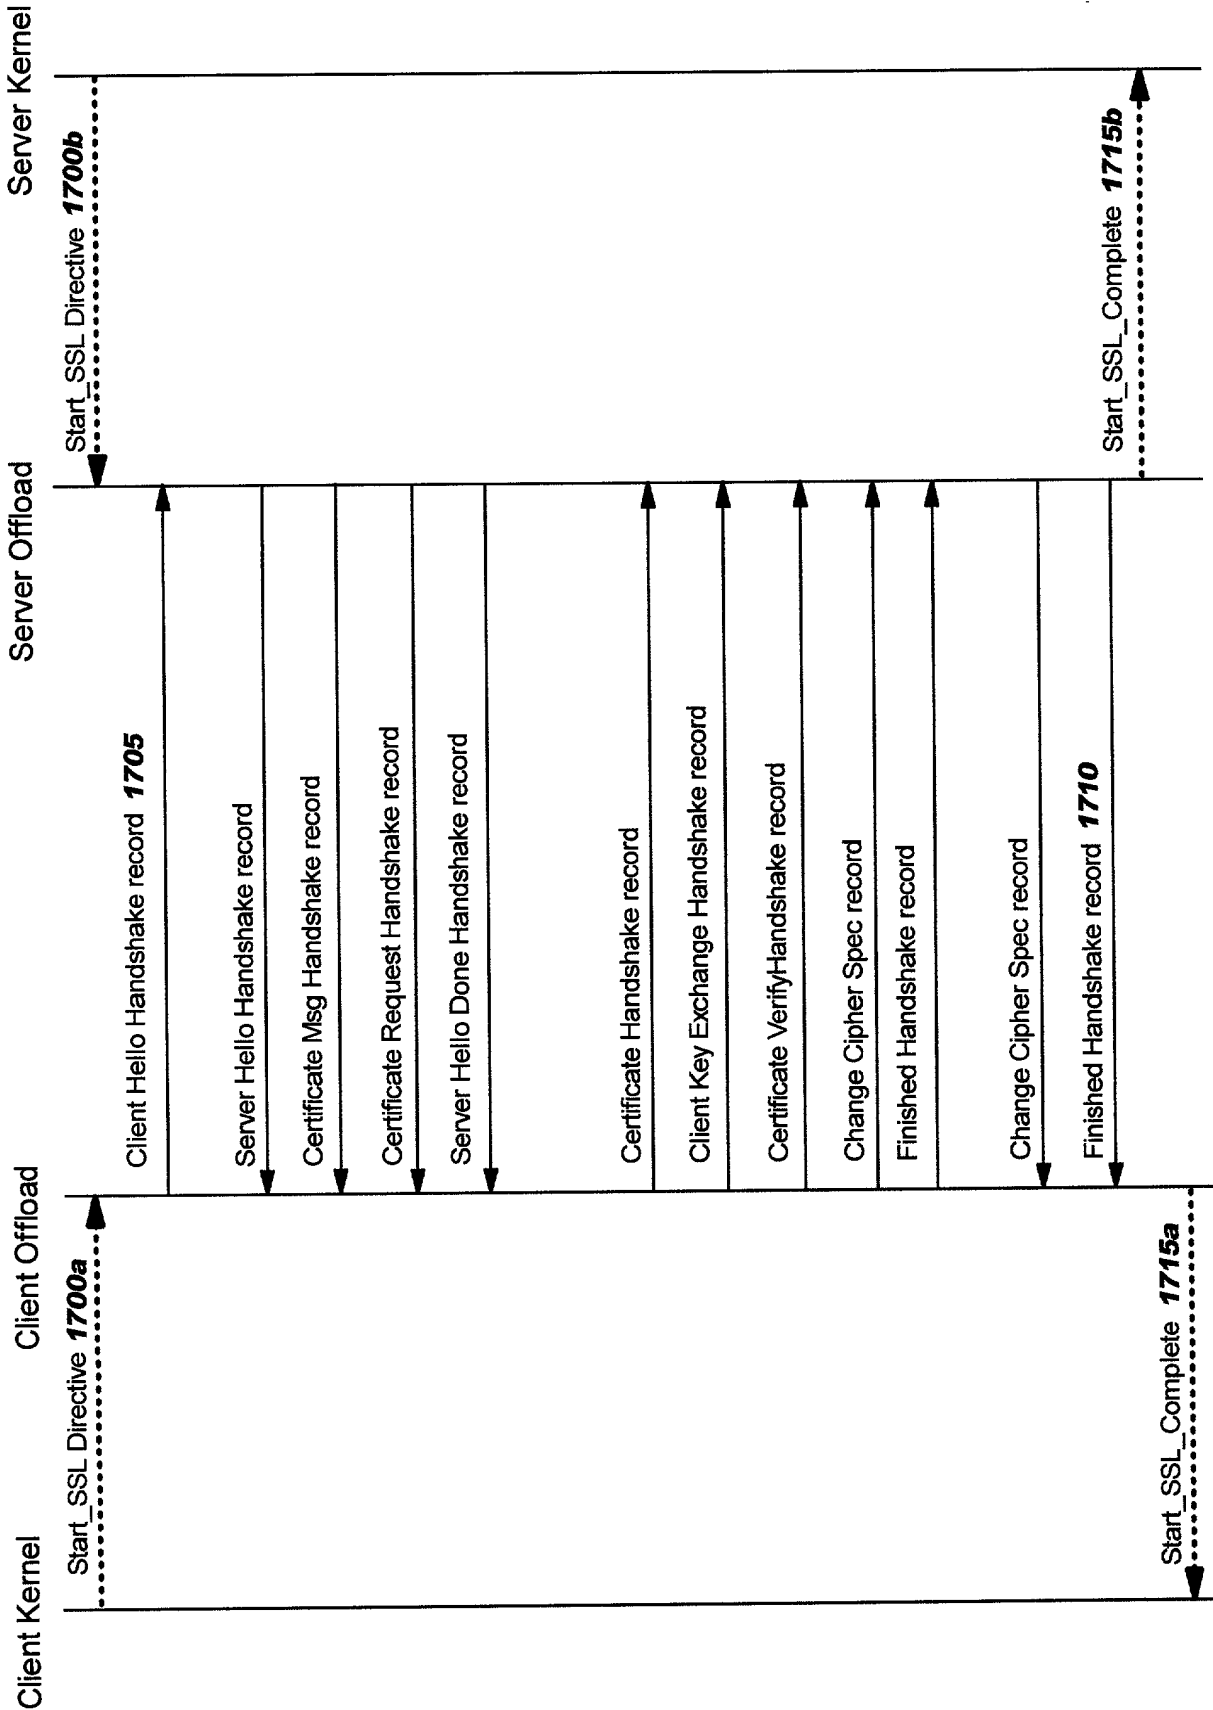 Client Kernel
Client Offload
Server Offload
Server Kernel
Start_SSL Directive 1700a
Start_SSL Directive 1700b
Client Hello Handshake record 1705
Server Hello Handshake record
Certificate Msg Handshake record
Certificate Request Handshake record
Server Hello Done Handshake record
Certificate Handshake record
Client Key Exchange Handshake record
Certificate VerifyHandshake record
Change Cipher Spec record
Finished Handshake record
Change Cipher Spec record
Finished Handshake record 1710
Start_SSL_Complete 1715b
Start_SSL_Complete 1715a